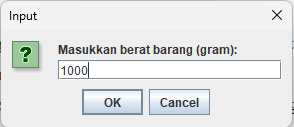 Input
Masukkan berat barang (gram):
1000
OK
Cancel